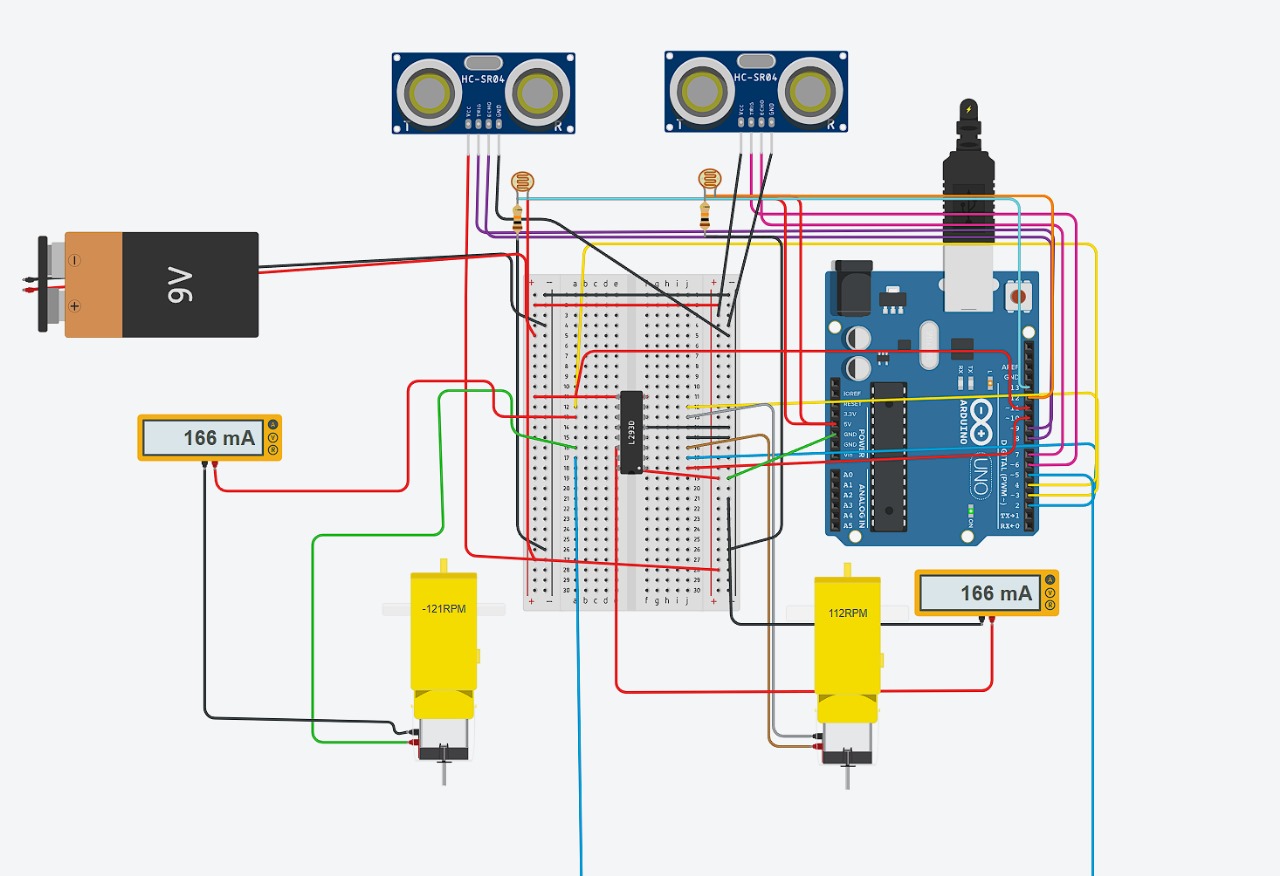 HC-SR04
VCC
TRIG
ECHO
GND
T
R
HC-SR04
VCC
TRIG
ECHO
GND
T
R
9V
166 mA
A
V
R
-121RPM
112RPM
166 mA
A
V
R
L293D
+ − a b c d e f g h i j + −
+ − a b c d e f g h i j + −
AREF
GND
13
RX
TX
L
IOREF
RESET
3.3V
5V
GND
GND
Vin
POWER
A0
A1
A2
A3
A4
A5
ANALOG IN
ARDUINO
UNO
DIGITAL (PWM~)
~9
8
7
~6
~5
4
~3
2
TX→1
RX←0
ON